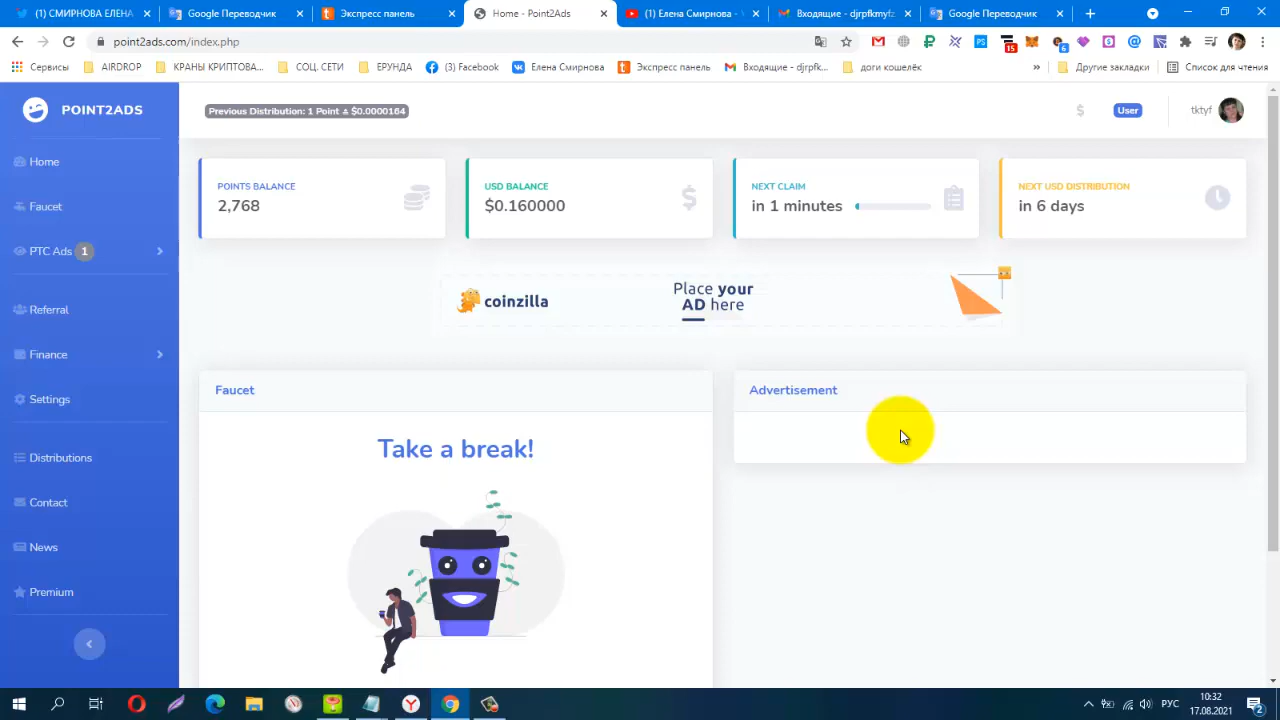 (1) СМИРНОВА ЕЛЕНА
Google Переводчик
Экспресс панель
Home - Point2Ads
(1) Елена Смирнова -
Входящие - djrpfkmyfz
Google Переводчик
point2ads.com/index.php
15
6
Сервисы
AIRDROP
КРАНЫ КРИПТОВА...
СОЦ. СЕТИ
ЕРУНДА
(3) Facebook
Елена Смирнова
Экспресс панель
Входящие - djrpfk...
доги кошелёк
»
Другие закладки
Список для чтения
POINT2ADS
Previous Distribution: 1 Point ≛ $0.0000164
$
User
tktyf
Home
Faucet
PTC Ads 1
Referral
Finance
Settings
Distributions
Contact
News
Premium
POINTS BALANCE
2,768
USD BALANCE
$0.160000
NEXT CLAIM
in 1 minutes
NEXT USD DISTRIBUTION
in 6 days
coinzilla
Place your
AD here
Faucet
Advertisement
Take a break!
РУС
10:32
17.08.2021
2